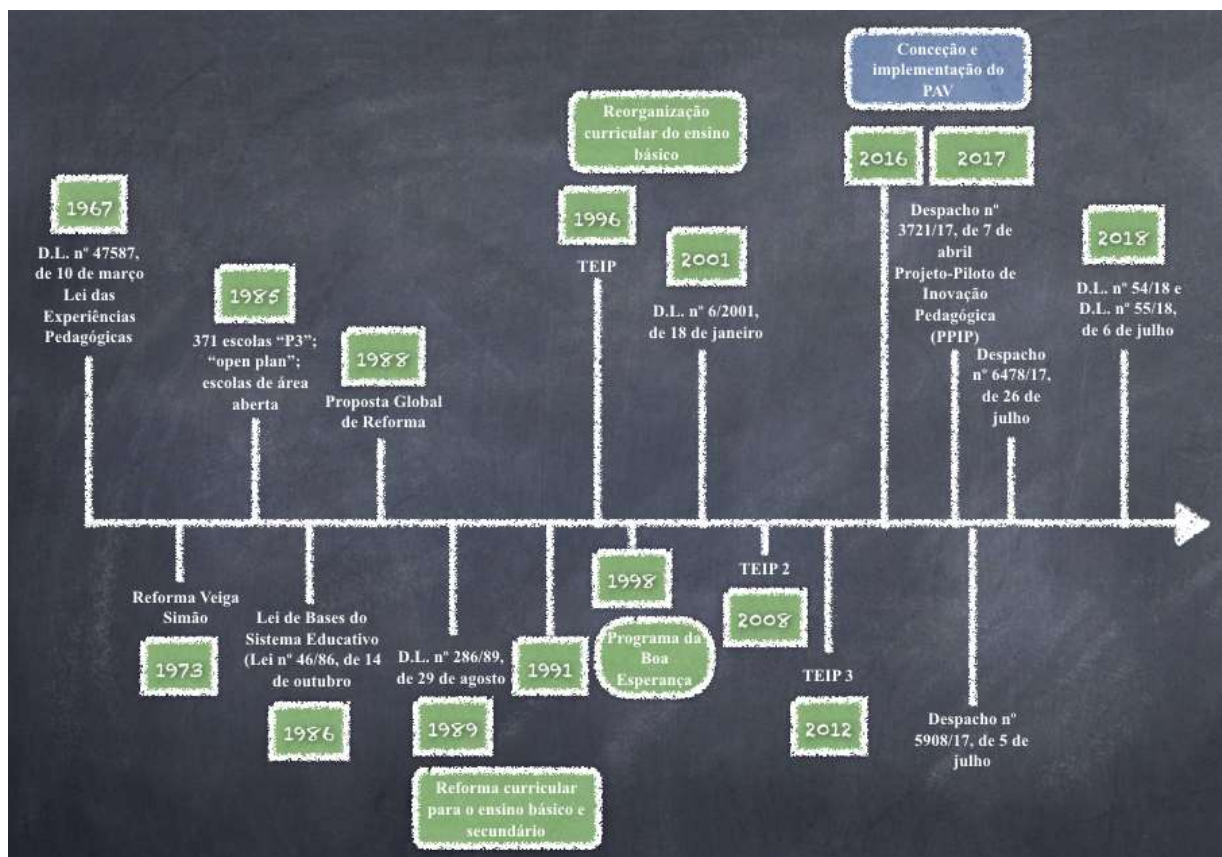 1967
D.L. nº 47587,
de 10 de março
Lei das
Experiências
Pedagógicas
Reforma Veiga
Simão
1973
1985
371 escolas “P3”;
“open plan”;
escolas de área
aberta
Lei de Bases do
Sistema Educativo
(Lei nº 46/86, de 14
de outubro)
1986
1988
Proposta Global
de Reforma
D.L. nº 286/89,
de 29 de agosto
1989
Reforma curricular
para o ensino básico e
secundário
1991
Reorganização
curricular do ensino
básico
1996
TEIP
1998
Programa da
Boa
Esperança
2001
D.L. nº 6/2001,
de 18 de janeiro
TEIP 2
2008
TEIP 3
2012
Conceção e
implementação do
PAV
2016
2017
Despacho nº
3721/17, de 7 de
abril
Projeto-Piloto de
Inovação
Pedagógica
(PPIP)
Despacho nº
5908/17, de 5 de
julho
Despacho
nº 6478/17,
de 26 de
julho
2018
D.L. nº 54/18 e
D.L. nº 55/18,
de 6 de julho